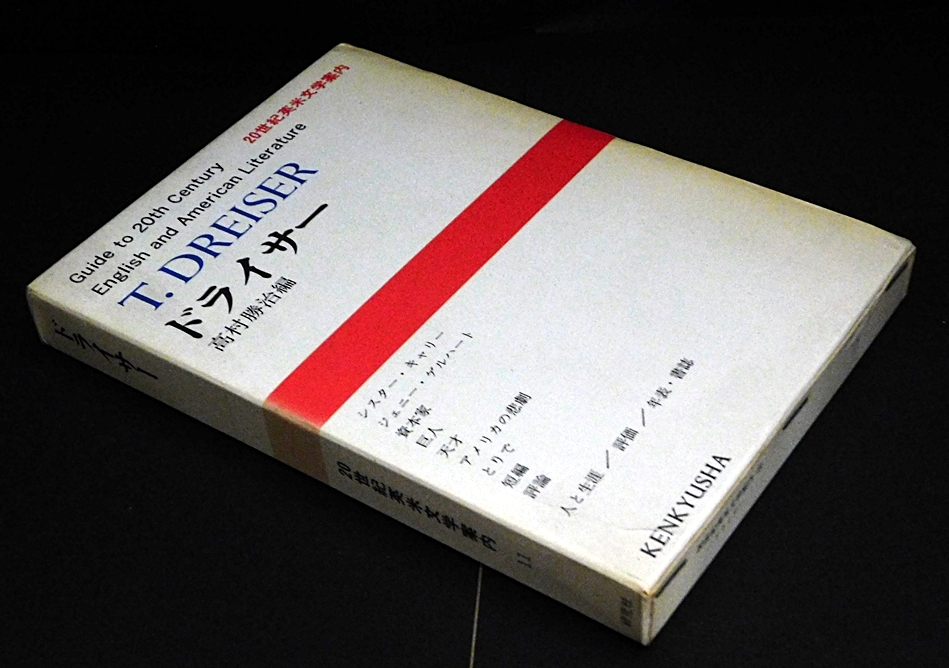 20世紀英米文学案内
Guide to 20th Century
English and American Literature
T. DREISER
ドライサー
高村勝治編
シスター・キャリー
ジェニー・ゲルハート
資本家
巨人
天才
アメリカの悲劇
とりで
短編
評論
人と生涯／評価／年表・書誌
KENKYUSHA
ドライサー
20世紀英米文学案内 11
研究社